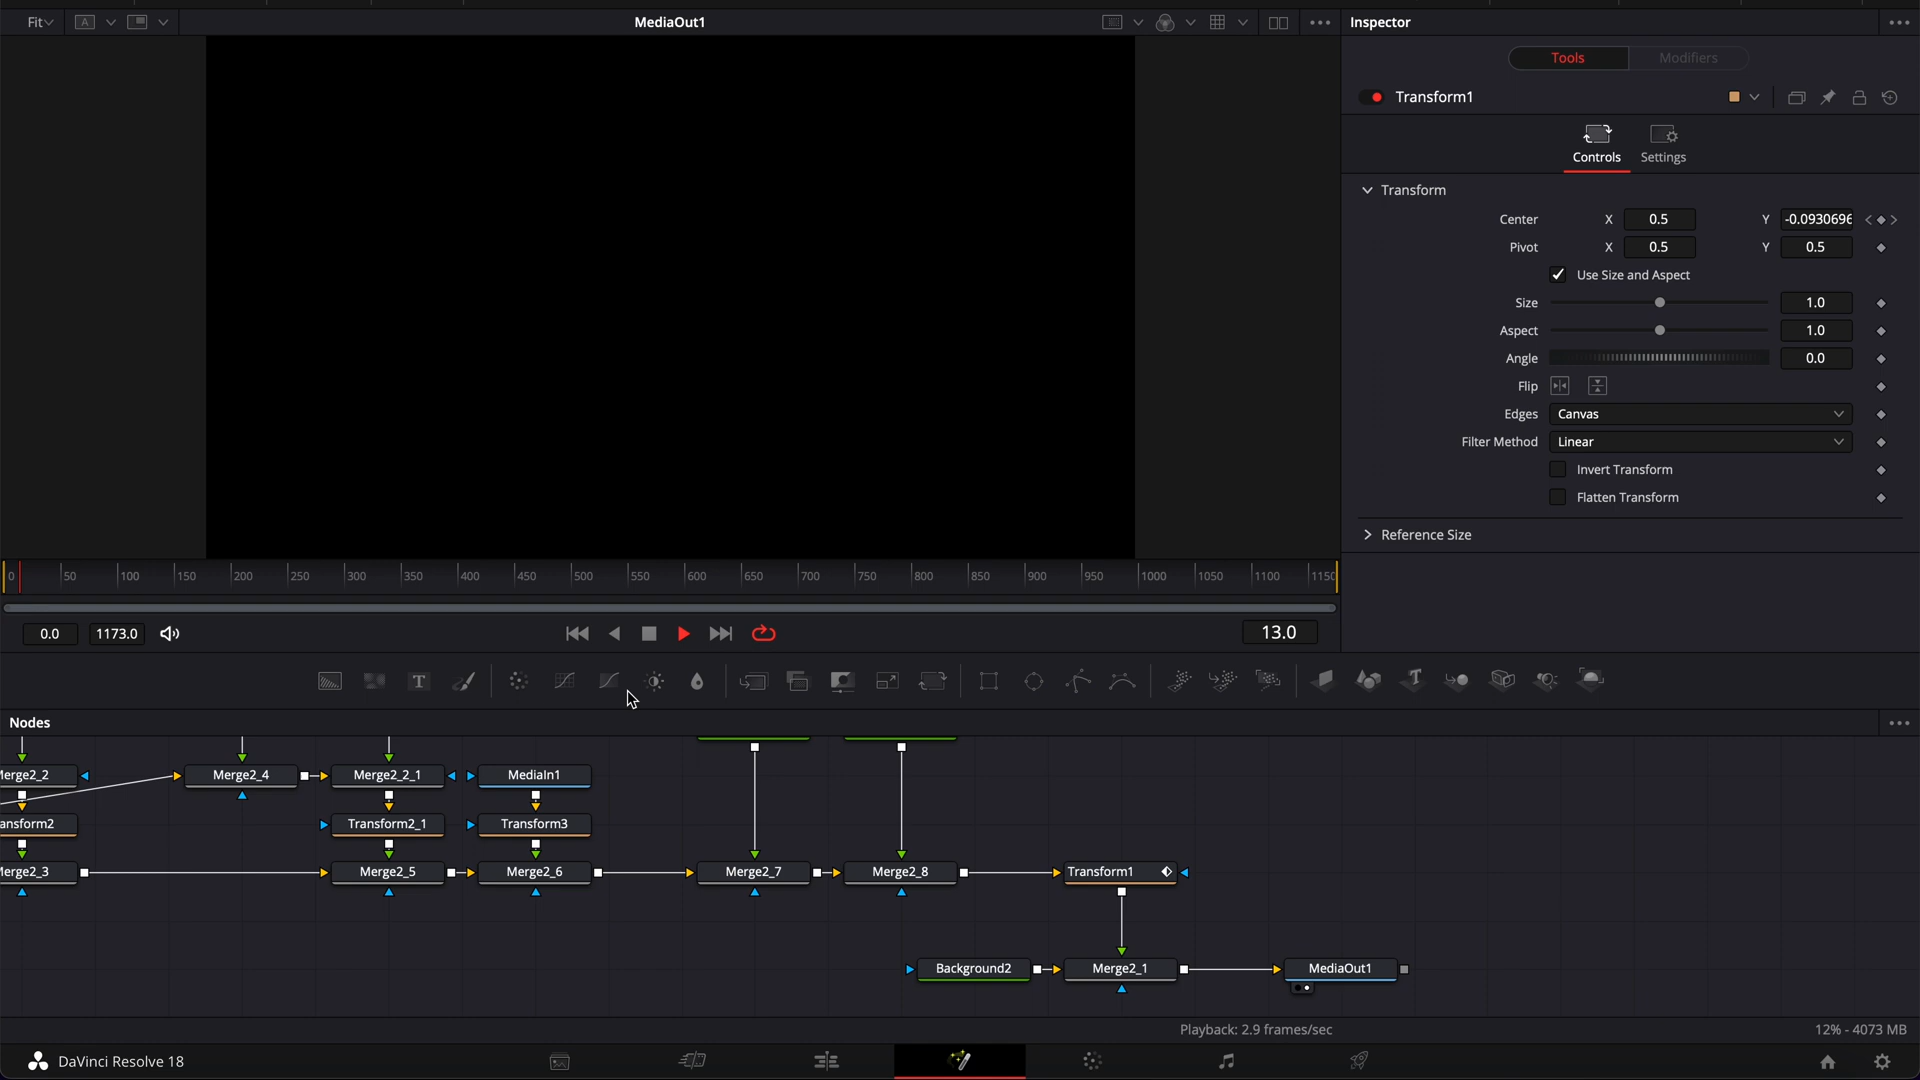 Fit
A
MediaOut1
Inspector
Tools
Modifiers
Transform1
Controls
Settings
Transform
Center
X
0.5
Y
-0.0930696
Pivot
X
0.5
Y
0.5
Use Size and Aspect
Size
1.0
Aspect
1.0
Angle
0.0
Flip
Edges
Canvas
Filter Method
Linear
Invert Transform
Flatten Transform
Reference Size
0 50 100 150 200 250 300 350 400 450 500 550 600 650 700 750 800 850 900 950 1000 1050 1100 1150
0.0
1173.0
13.0
T
Nodes
Merge2_2
Merge2_4
Merge2_2_1
MediaIn1
ansform2
Transform2_1
Transform3
Merge2_3
Merge2_5
Merge2_6
Merge2_7
Merge2_8
Transform1
Background2
Merge2_1
MediaOut1
Playback: 2.9 frames/sec
12% - 4073 MB
DaVinci Resolve 18